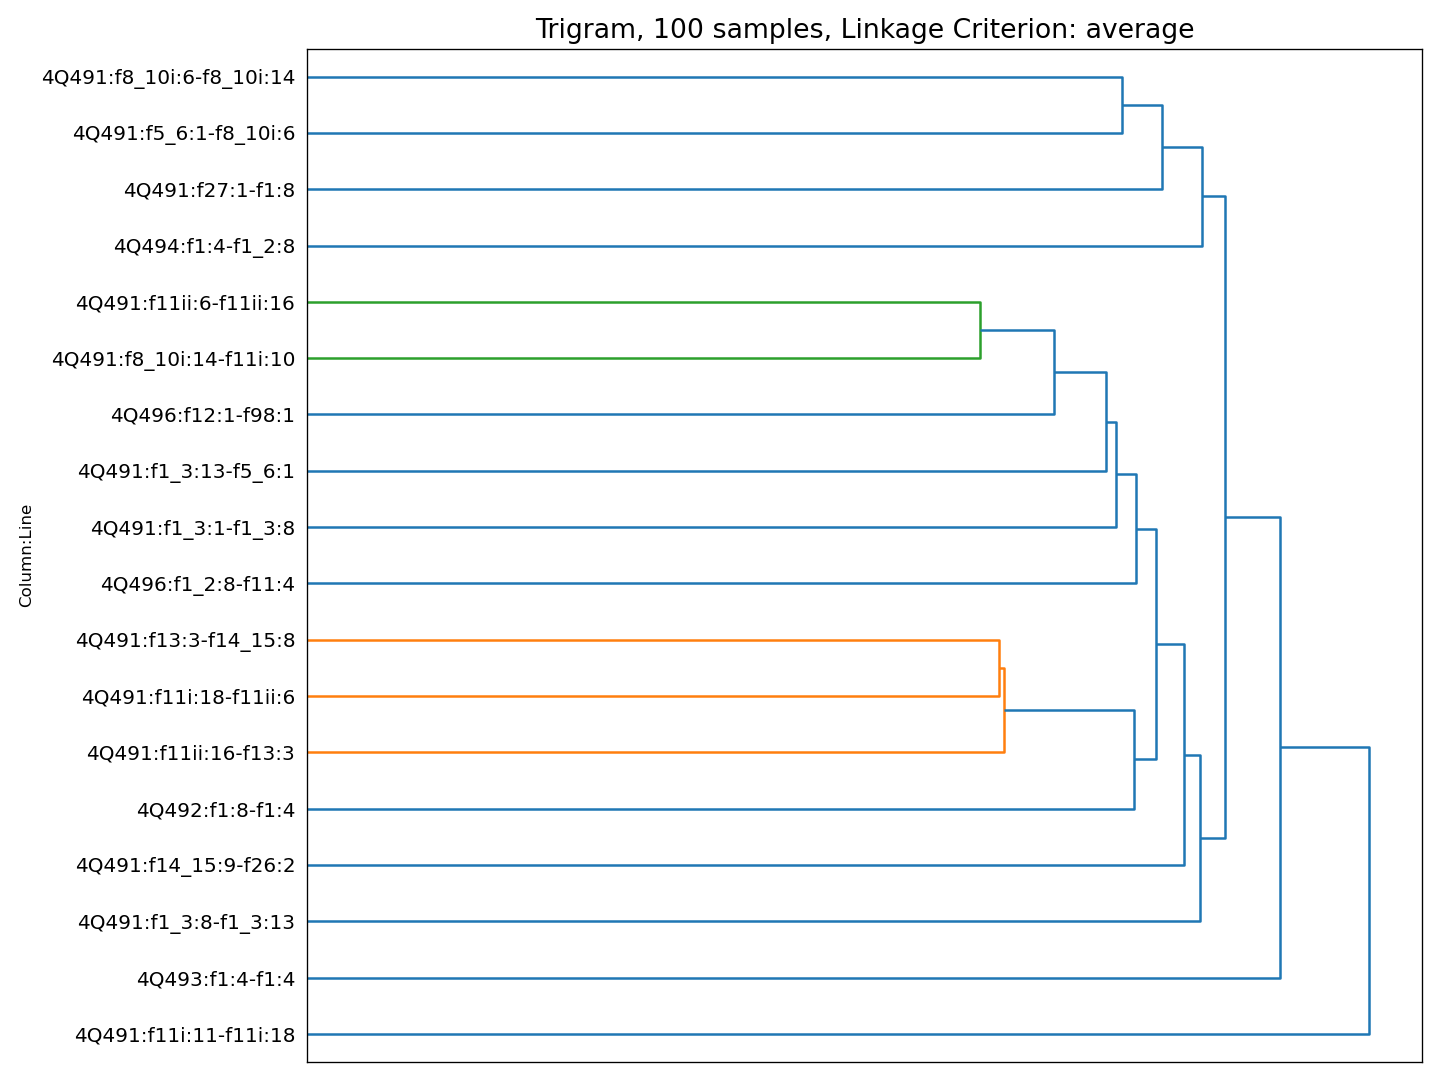 Trigram, 100 samples, Linkage Criterion: average
4Q491:f8_10i:6-f8_10i:14
4Q491:f5_6:1-f8_10i:6
4Q491:f27:1-f1:8
4Q494:f1:4-f1_2:8
4Q491:f11ii:6-f11ii:16
4Q491:f8_10i:14-f11i:10
4Q496:f12:1-f98:1
4Q491:f1_3:13-f5_6:1
4Q491:f1_3:1-f1_3:8
4Q496:f1_2:8-f11:4
4Q491:f13:3-f14_15:8
4Q491:f11i:18-f11ii:6
4Q491:f11ii:16-f13:3
4Q492:f1:8-f1:4
4Q491:f14_15:9-f26:2
4Q491:f1_3:8-f1_3:13
4Q493:f1:4-f1:4
4Q491:f11i:11-f11i:18
Column:Line